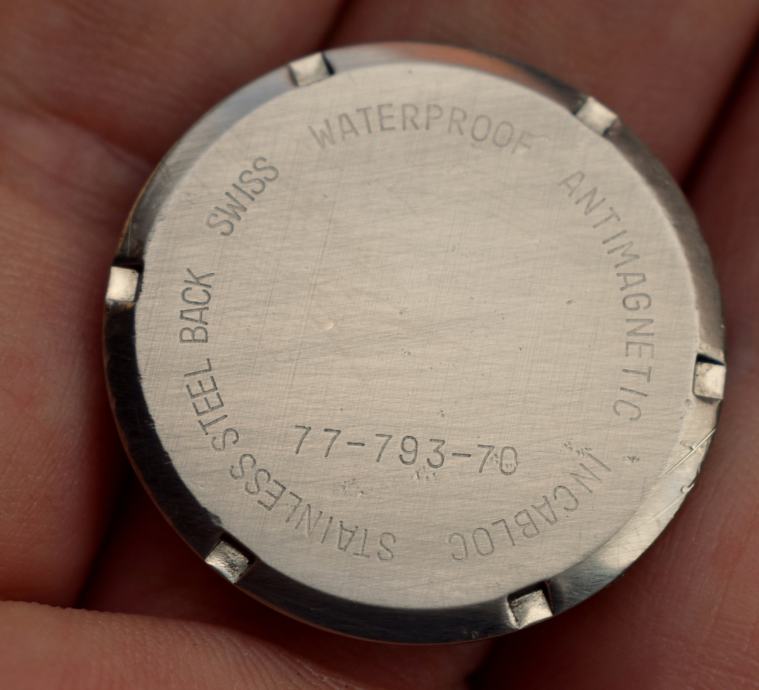 WATERPROOF ANTIMAGNETIC INCABLOC STAINLESS STEEL BACK SWISS
77-793-70